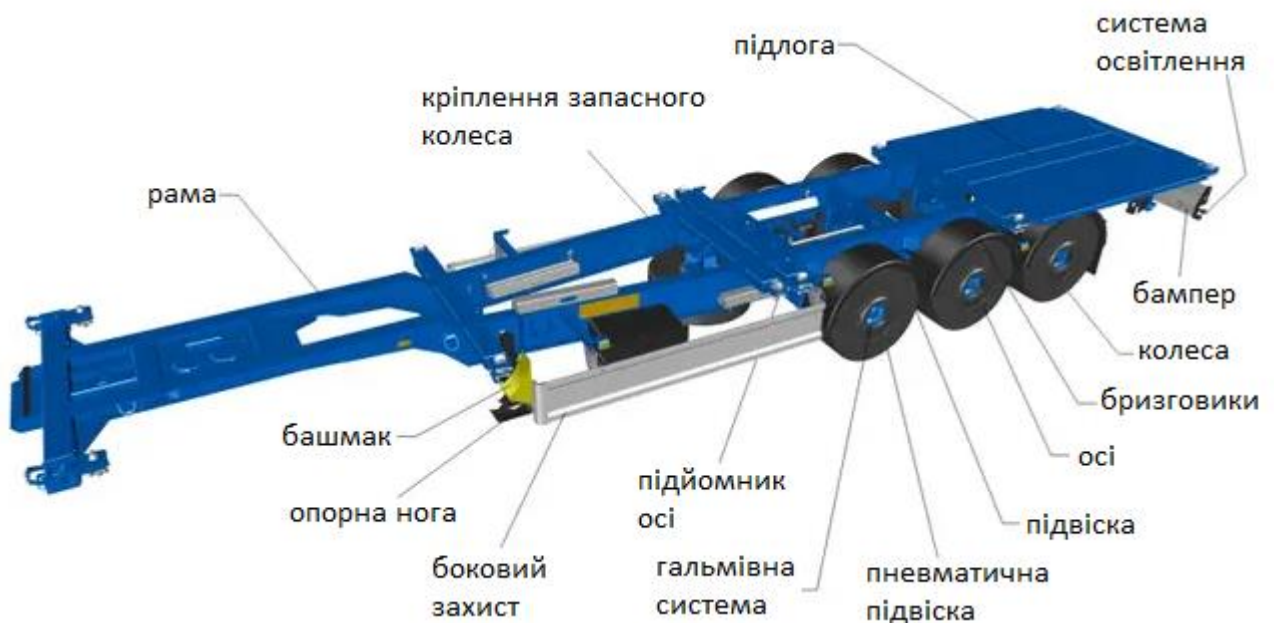 система
освітлення
підлога
кріплення запасного
колеса
рама
бампер
колеса
бризговики
башмак
осі
підйомник
осі
опорна нога
підвіска
боковий
захист
гальмівна
система
пневматична
підвіска